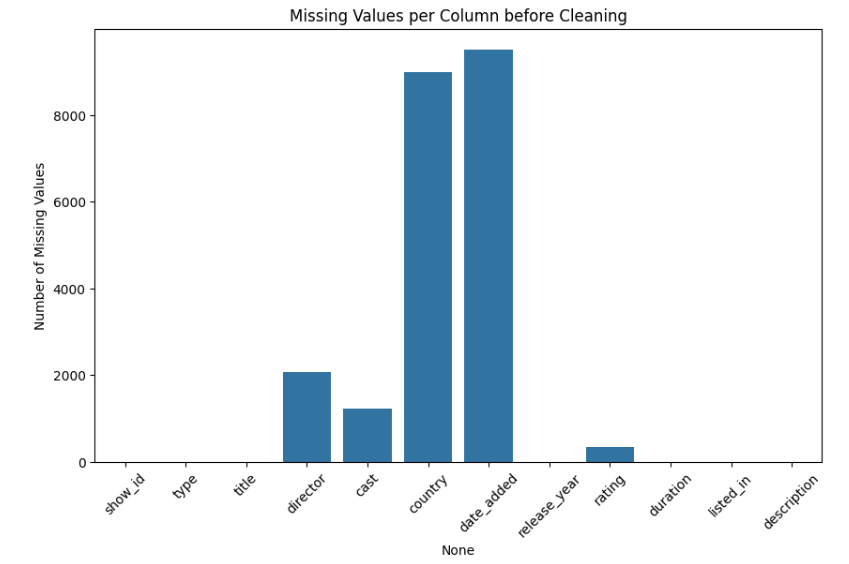 Missing Values per Column before Cleaning
Number of Missing Values
8000
6000
4000
2000
0
show_id
type
title
director
cast
country
date_added
release_year
rating
duration
listed_in
description
None